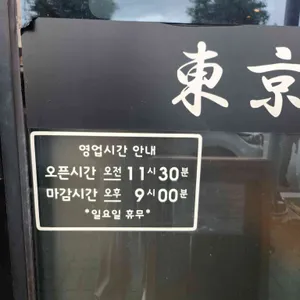 東京
영업시간 안내
오픈시간 오전 11시30분
마감시간 오후 9시00분
*일요일 휴무*